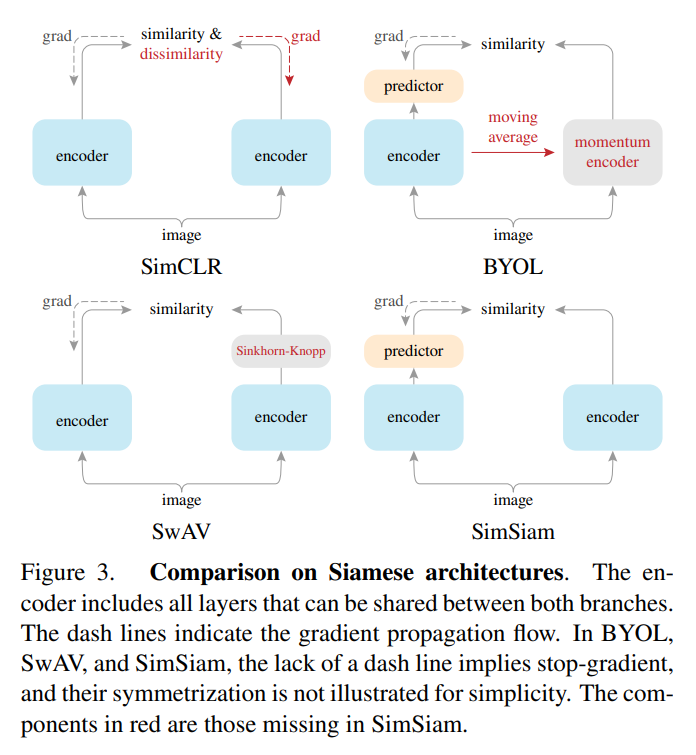 grad
similarity &
dissimilarity
grad
encoder
encoder
image
SimCLR
grad
similarity
predictor
encoder
moving
average
momentum
encoder
image
BYOL
grad
similarity
Sinkhorn-Knopp
encoder
encoder
image
SwAV
grad
similarity
predictor
encoder
encoder
image
SimSiam
Figure 3. Comparison on Siamese architectures. The en-
coder includes all layers that can be shared between both branches.
The dash lines indicate the gradient propagation flow. In BYOL,
SwAV, and SimSiam, the lack of a dash line implies stop-gradient,
and their symmetrization is not illustrated for simplicity. The com-
ponents in red are those missing in SimSiam.